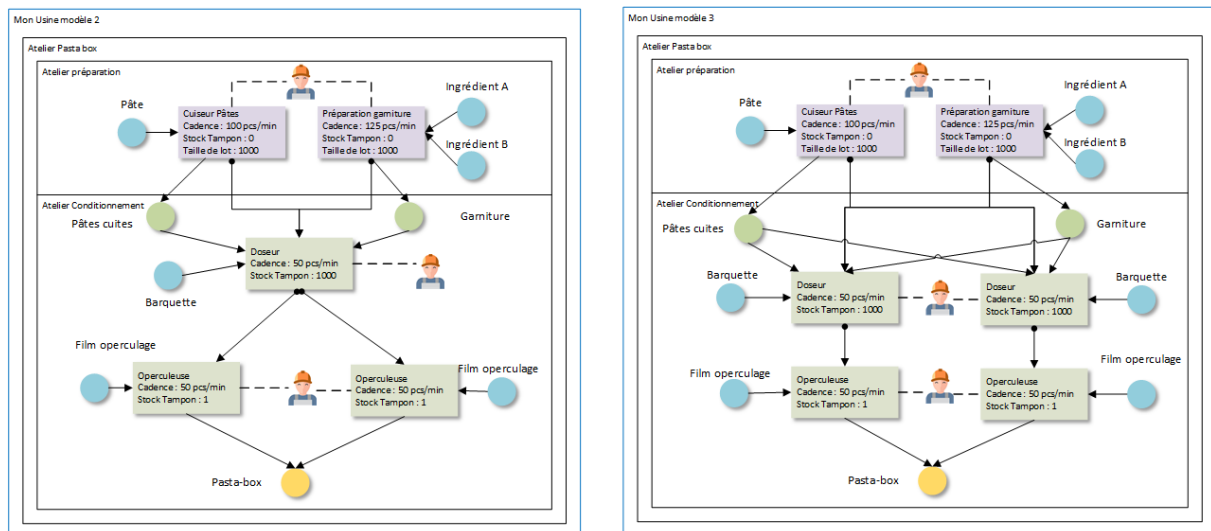 Mon Usine modèle 2
Atelier Pasta box
Atelier préparation
Pâte
Cuiseur Pâtes
Cadence : 100 pcs/min
Stock Tampon : 0
Taille de lot : 1000
Préparation garniture
Cadence : 125 pcs/min
Stock Tampon : 0
Taille de lot : 1000
Ingrédient A
Ingrédient B
Atelier Conditionnement
Pâtes cuites
Garniture
Doseur
Cadence : 50 pcs/min
Stock Tampon : 1000
Barquette
Film operculage
Operculeuse
Cadence : 50 pcs/min
Stock Tampon : 1
Operculeuse
Cadence : 50 pcs/min
Stock Tampon : 1
Film operculage
Pasta-box
Mon Usine modèle 3
Atelier Pasta box
Atelier préparation
Pâte
Cuiseur Pâtes
Cadence : 100 pcs/min
Stock Tampon : 0
Taille de lot : 1000
Préparation garniture
Cadence : 125 pcs/min
Stock Tampon : 0
Taille de lot : 1000
Ingrédient A
Ingrédient B
Atelier Conditionnement
Pâtes cuites
Garniture
Barquette
Doseur
Cadence : 50 pcs/min
Stock Tampon : 1000
Doseur
Cadence : 50 pcs/min
Stock Tampon : 1000
Barquette
Film operculage
Operculeuse
Cadence : 50 pcs/min
Stock Tampon : 1
Operculeuse
Cadence : 50 pcs/min
Stock Tampon : 1
Film operculage
Pasta-box